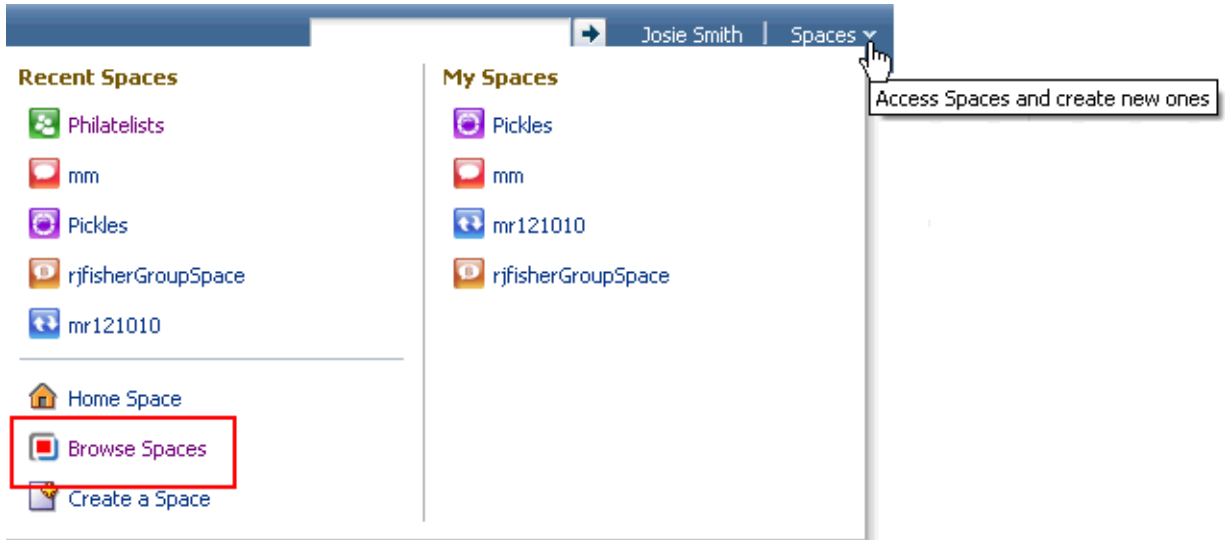 Josie Smith | Spaces
Access Spaces and create new ones
Recent Spaces
Philatelists
mm
Pickles
rjfisherGroupSpace
mr121010
Home Space
Browse Spaces
Create a Space
My Spaces
Pickles
mm
mr121010
rjfisherGroupSpace